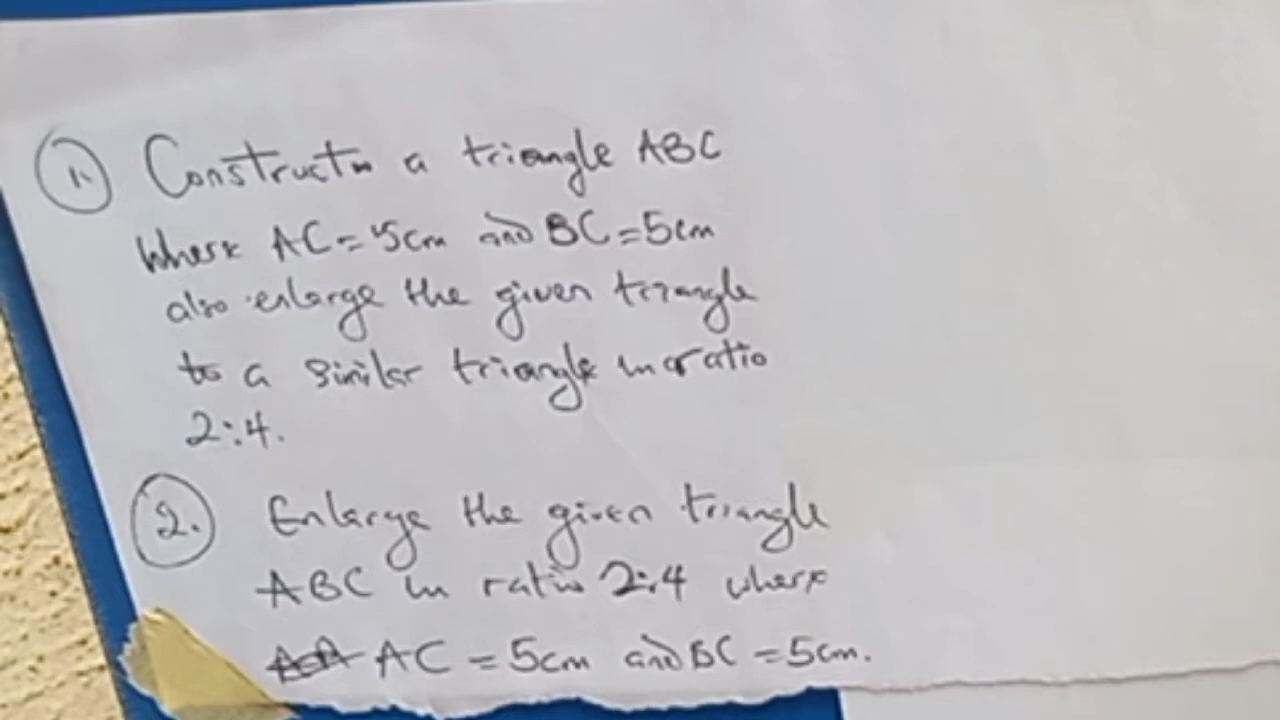 1. Construct a triangle ABC
where AC = 5cm and BC = 5cm
also enlarge the given triangle
to a similar triangle in ratio
2:4.
2. Enlarge the given triangle
ABC in ratio 2:4 where
AC = 5cm and BC = 5cm.